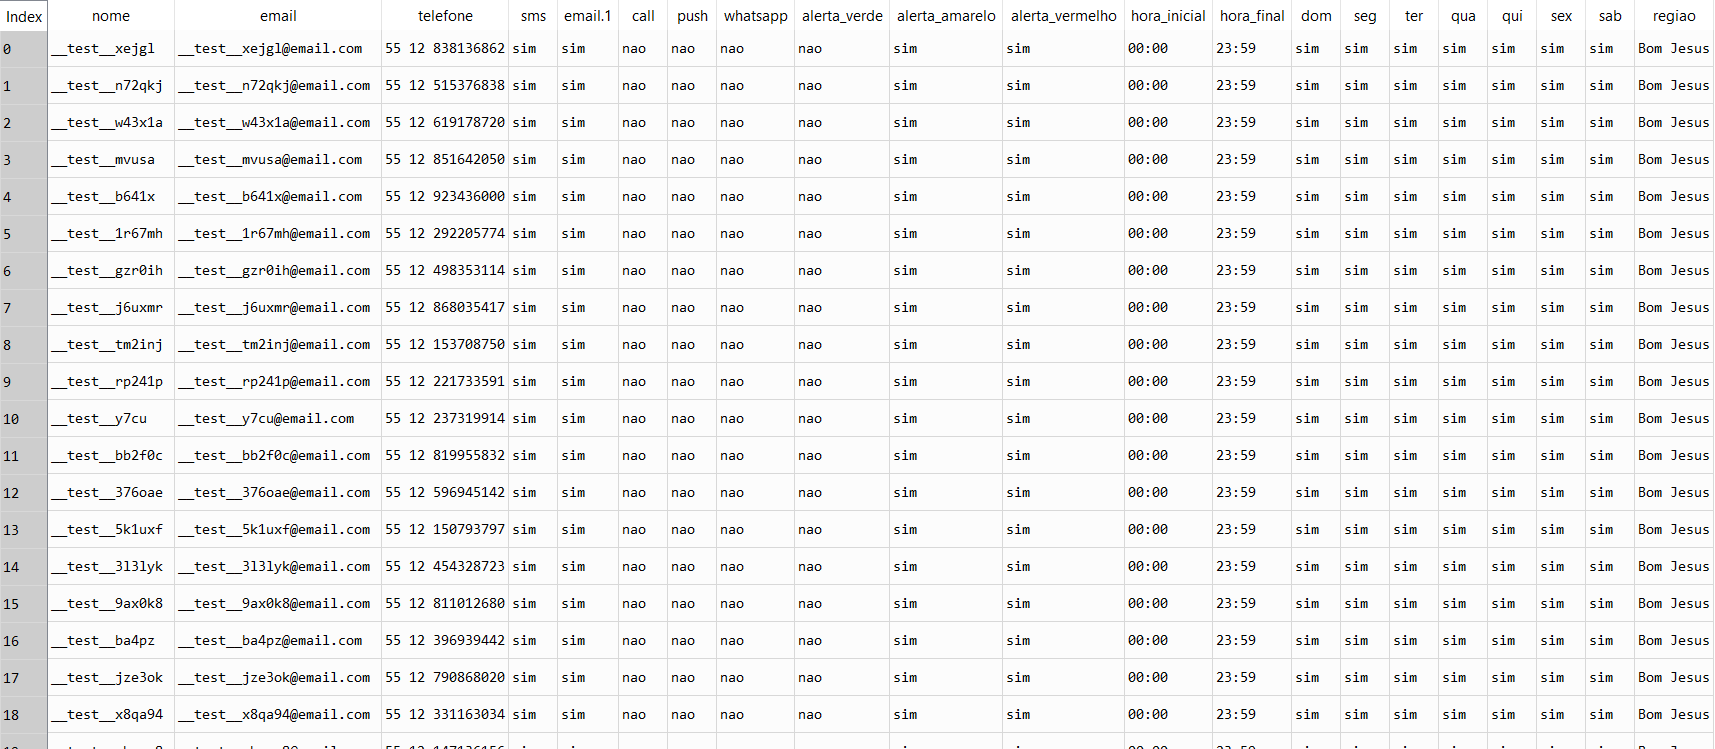 Index nome email telefone sms email.1 call push whatsapp alerta_verde alerta_amarelo alerta_vermelho hora_inicial hora_final dom seg ter qua qui sex sab regiao
0 __test__xejgl __test__xejgl@email.com 55 12 838136862 sim sim nao nao nao nao sim sim 00:00 23:59 sim sim sim sim sim sim sim Bom Jesus
1 __test__n72qkj __test__n72qkj@email.com 55 12 515376838 sim sim nao nao nao nao sim sim 00:00 23:59 sim sim sim sim sim sim sim Bom Jesus
2 __test__w43x1a __test__w43x1a@email.com 55 12 619178720 sim sim nao nao nao nao sim sim 00:00 23:59 sim sim sim sim sim sim sim Bom Jesus
3 __test__mvusa __test__mvusa@email.com 55 12 851642050 sim sim nao nao nao nao sim sim 00:00 23:59 sim sim sim sim sim sim sim Bom Jesus
4 __test__b641x __test__b641x@email.com 55 12 923436000 sim sim nao nao nao nao sim sim 00:00 23:59 sim sim sim sim sim sim sim Bom Jesus
5 __test__1r67mh __test__1r67mh@email.com 55 12 292205774 sim sim nao nao nao nao sim sim 00:00 23:59 sim sim sim sim sim sim sim Bom Jesus
6 __test__gzr0ih __test__gzr0ih@email.com 55 12 498353114 sim sim nao nao nao nao sim sim 00:00 23:59 sim sim sim sim sim sim sim Bom Jesus
7 __test__j6uxmr __test__j6uxmr@email.com 55 12 868035417 sim sim nao nao nao nao sim sim 00:00 23:59 sim sim sim sim sim sim sim Bom Jesus
8 __test__tm2inj __test__tm2inj@email.com 55 12 153708750 sim sim nao nao nao nao sim sim 00:00 23:59 sim sim sim sim sim sim sim Bom Jesus
9 __test__rp241p __test__rp241p@email.com 55 12 221733591 sim sim nao nao nao nao sim sim 00:00 23:59 sim sim sim sim sim sim sim Bom Jesus
10 __test__y7cu __test__y7cu@email.com 55 12 237319914 sim sim nao nao nao nao sim sim 00:00 23:59 sim sim sim sim sim sim sim Bom Jesus
11 __test__bb2f0c __test__bb2f0c@email.com 55 12 819955832 sim sim nao nao nao nao sim sim 00:00 23:59 sim sim sim sim sim sim sim Bom Jesus
12 __test__376oae __test__376oae@email.com 55 12 596945142 sim sim nao nao nao nao sim sim 00:00 23:59 sim sim sim sim sim sim sim Bom Jesus
13 __test__5k1uxf __test__5k1uxf@email.com 55 12 150793797 sim sim nao nao nao nao sim sim 00:00 23:59 sim sim sim sim sim sim sim Bom Jesus
14 __test__3l3lyk __test__3l3lyk@email.com 55 12 454328723 sim sim nao nao nao nao sim sim 00:00 23:59 sim sim sim sim sim sim sim Bom Jesus
15 __test__9ax0k8 __test__9ax0k8@email.com 55 12 811012680 sim sim nao nao nao nao sim sim 00:00 23:59 sim sim sim sim sim sim sim Bom Jesus
16 __test__ba4pz __test__ba4pz@email.com 55 12 396939442 sim sim nao nao nao nao sim sim 00:00 23:59 sim sim sim sim sim sim sim Bom Jesus
17 __test__jze3ok __test__jze3ok@email.com 55 12 790868020 sim sim nao nao nao nao sim sim 00:00 23:59 sim sim sim sim sim sim sim Bom Jesus
18 __test__x8qa94 __test__x8qa94@email.com 55 12 331163034 sim sim nao nao nao nao sim sim 00:00 23:59 sim sim sim sim sim sim sim Bom Jesus